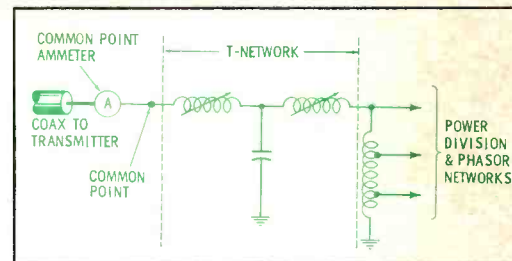 COMMON POINT
AMMETER
T-NETWORK
A
COAX TO
TRANSMITTER
COMMON
POINT
POWER
DIVISION
& PHASOR
NETWORKS